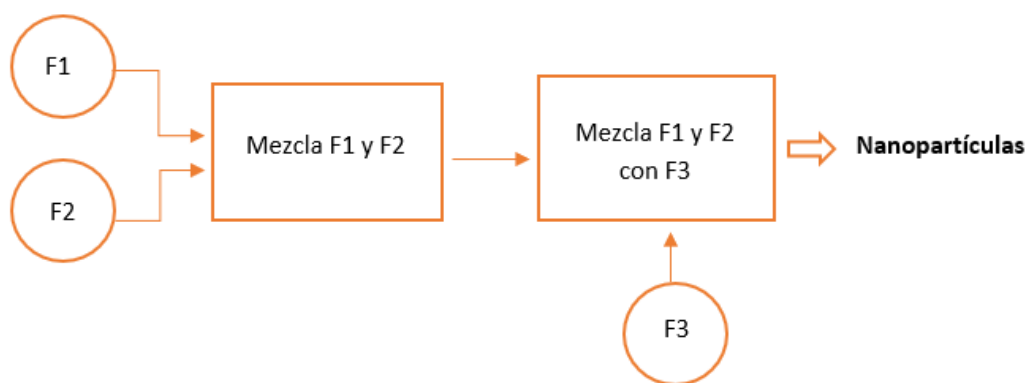 F1
F2
Mezcla F1 y F2
Mezcla F1 y F2
con F3
Nanopartículas
F3